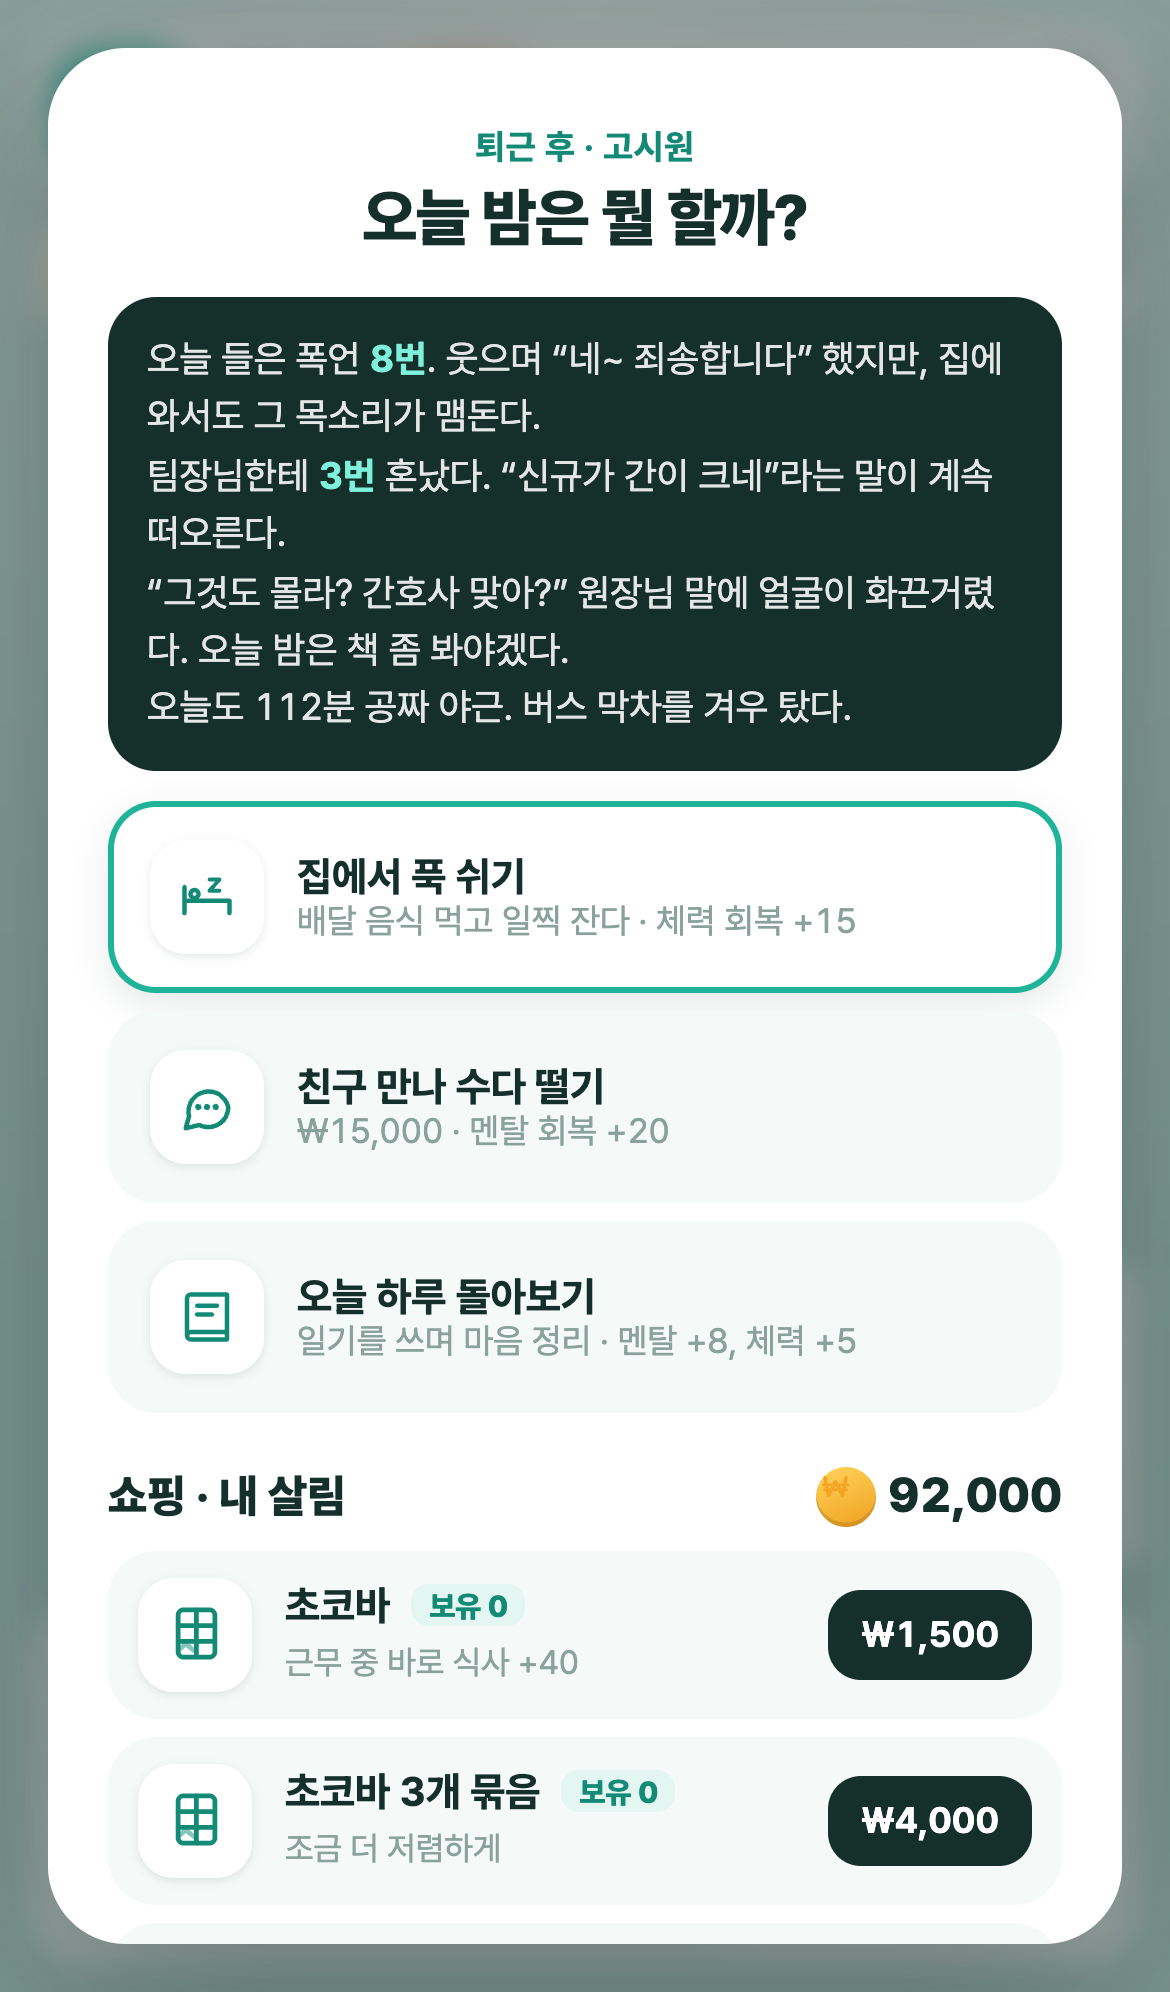 퇴근 후 · 고시원
오늘 밤은 뭘 할까?
오늘 들은 폭언 8번. 웃으며 “네~ 죄송합니다” 했지만, 집에
와서도 그 목소리가 맴돈다.
팀장님한테 3번 혼났다. “신규가 간이 크네”라는 말이 계속
떠오른다.
“그것도 몰라? 간호사 맞아?” 원장님 말에 얼굴이 화끈거렸
다. 오늘 밤은 책 좀 봐야겠다.
오늘도 112분 공짜 야근. 버스 막차를 겨우 탔다.
집에서 푹 쉬기
배달 음식 먹고 일찍 잔다 · 체력 회복 +15
친구 만나 수다 떨기
₩15,000 · 멘탈 회복 +20
오늘 하루 돌아보기
일기를 쓰며 마음 정리 · 멘탈 +8, 체력 +5
쇼핑 · 내 살림
₩ 92,000
초코바 보유 0
근무 중 바로 식사 +40
₩1,500
초코바 3개 묶음 보유 0
조금 더 저렴하게
₩4,000